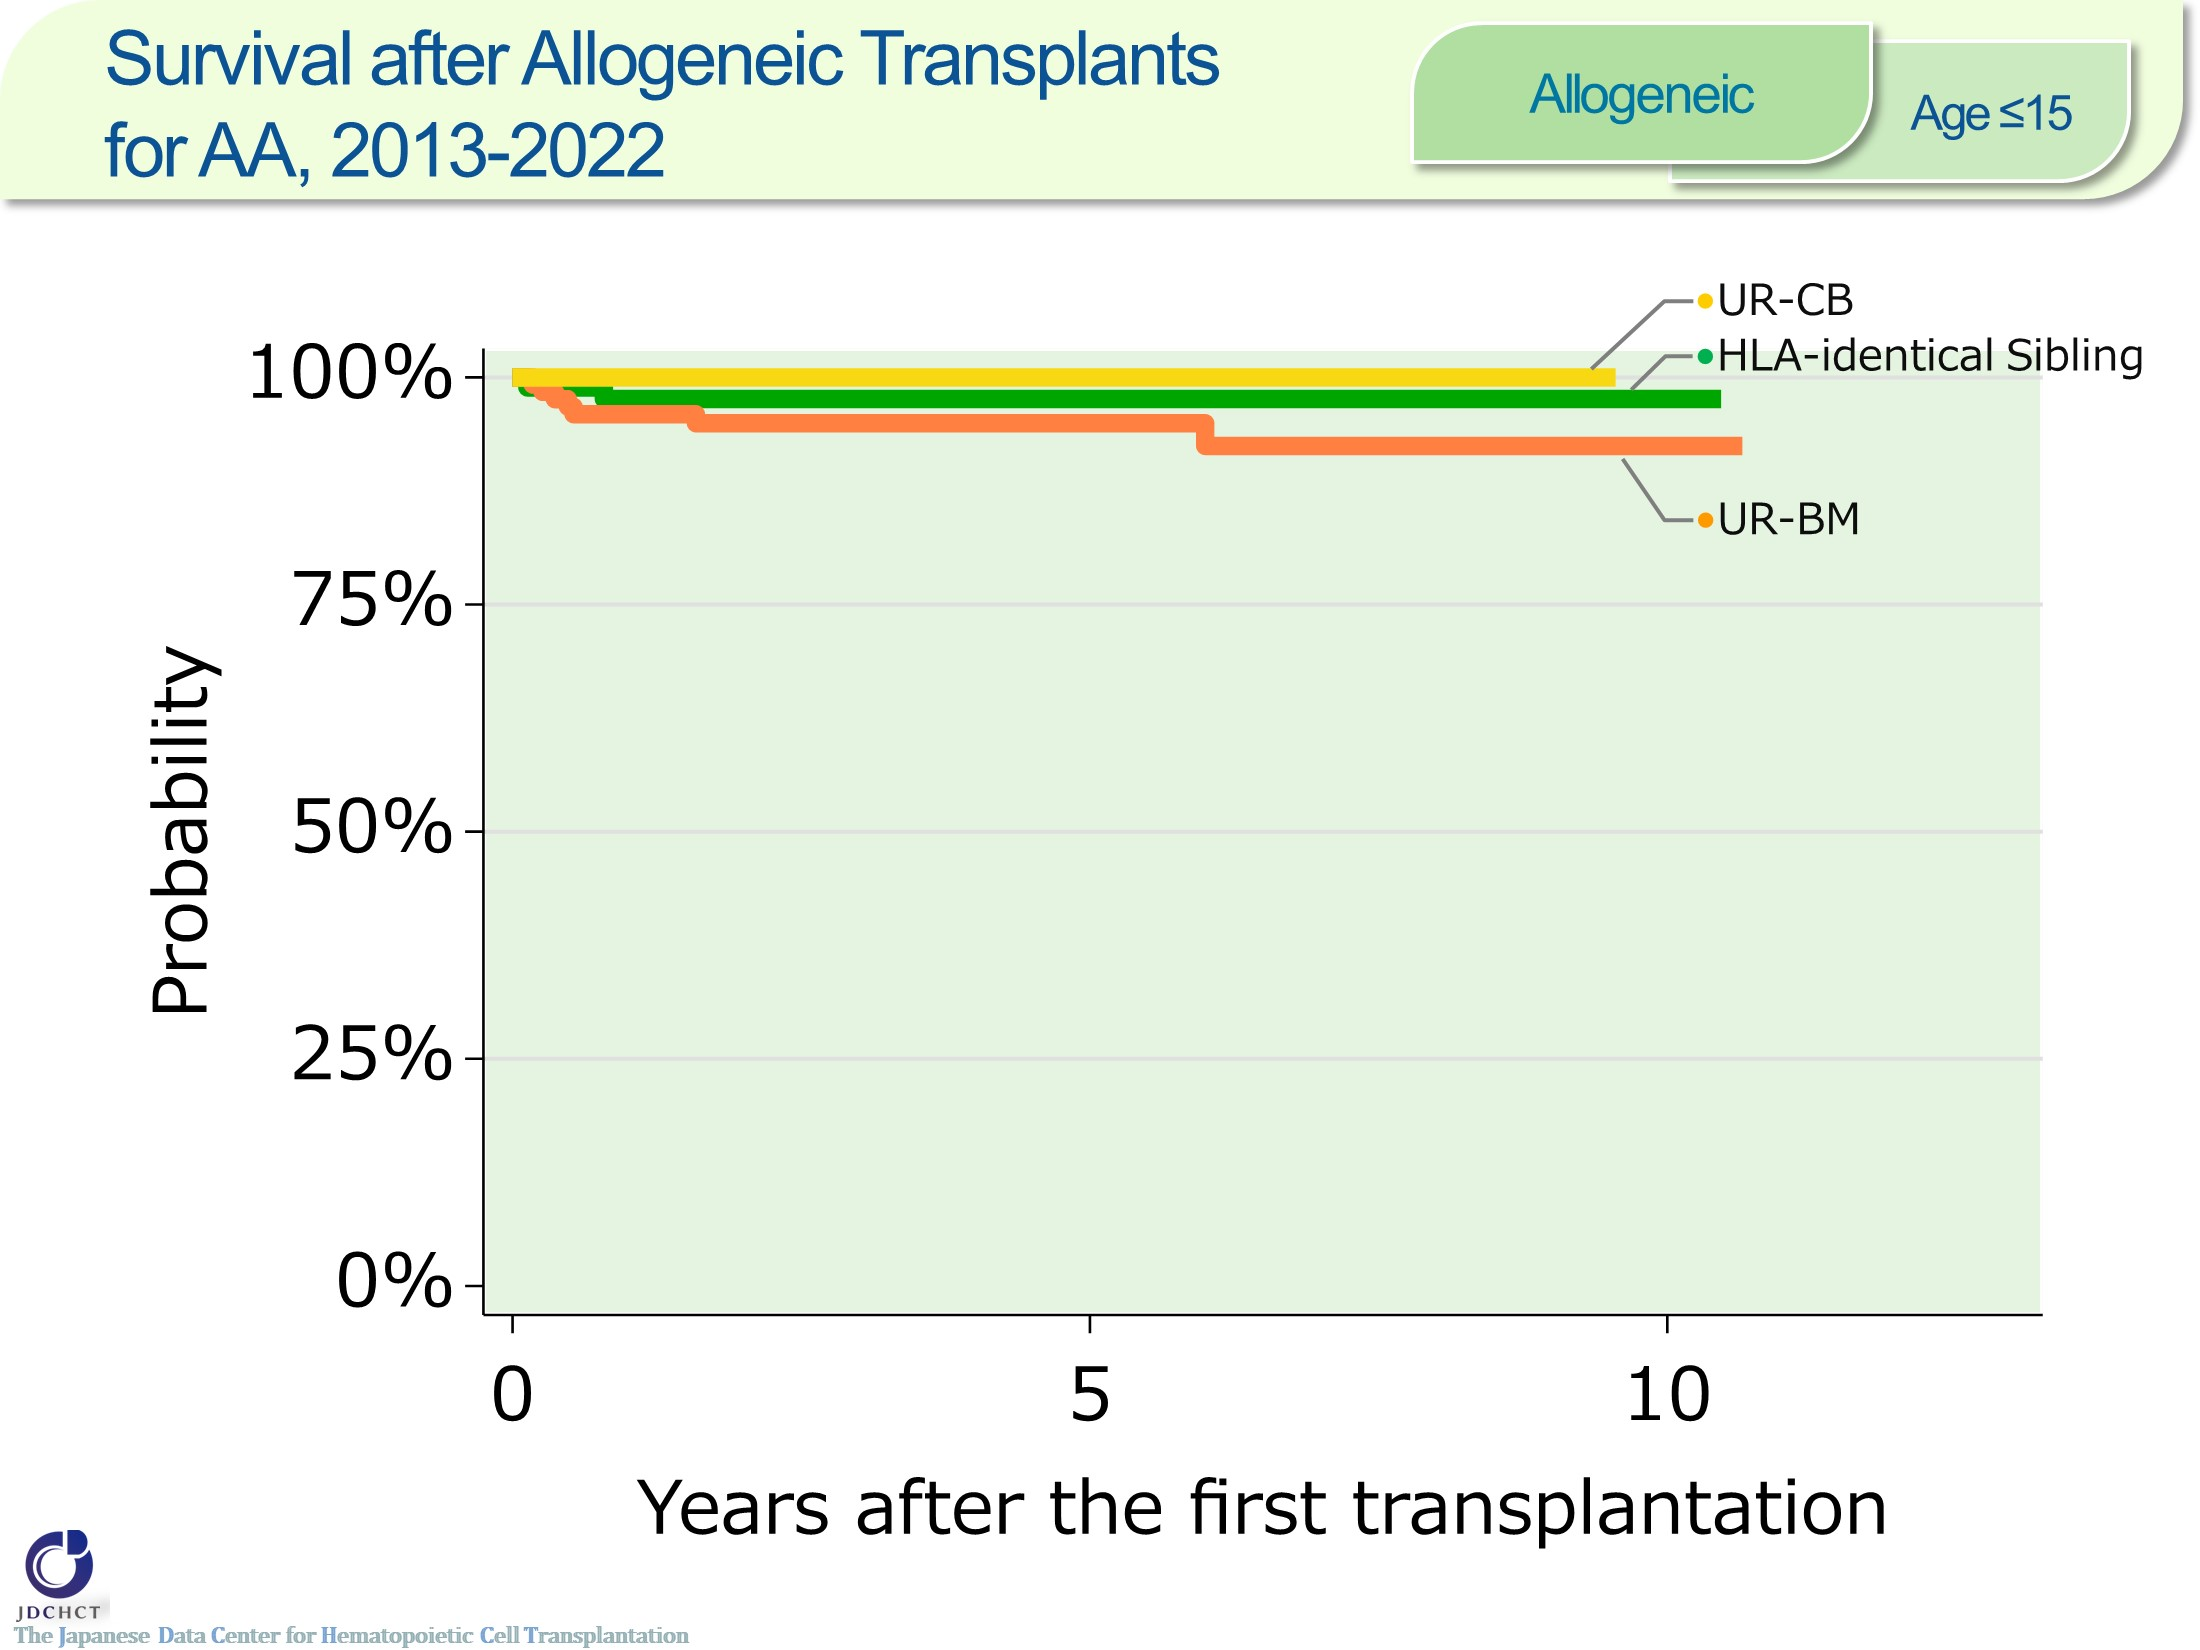 Survival after Allogeneic Transplants
for AA, 2013-2022
Allogeneic
Age ≤15
UR-CB
HLA-identical Sibling
UR-BM
100%
75%
50%
25%
0%
Probability
0 5 10
Years after the first transplantation
JDCHCT
The Japanese Data Center for Hematopoietic Cell Transplantation